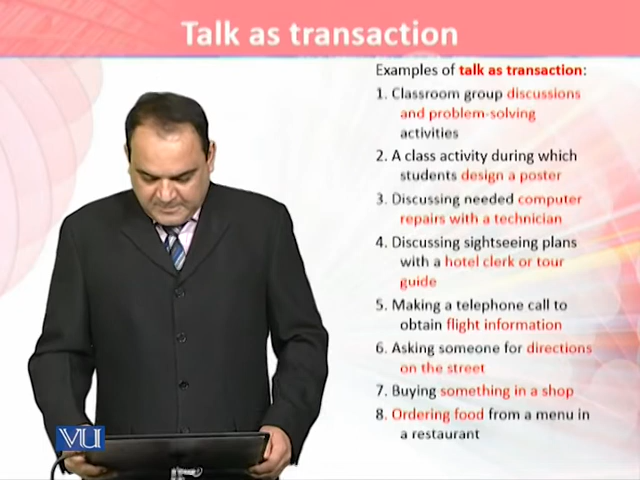 Talk as transaction
Examples of talk as transaction:
1. Classroom group discussions
and problem-solving
activities
2. A class activity during which
students design a poster
3. Discussing needed computer
repairs with a technician
4. Discussing sightseeing plans
with a hotel clerk or tour
guide
5. Making a telephone call to
obtain flight information
6. Asking someone for directions
on the street
7. Buying something in a shop
8. Ordering food from a menu in
a restaurant
VU